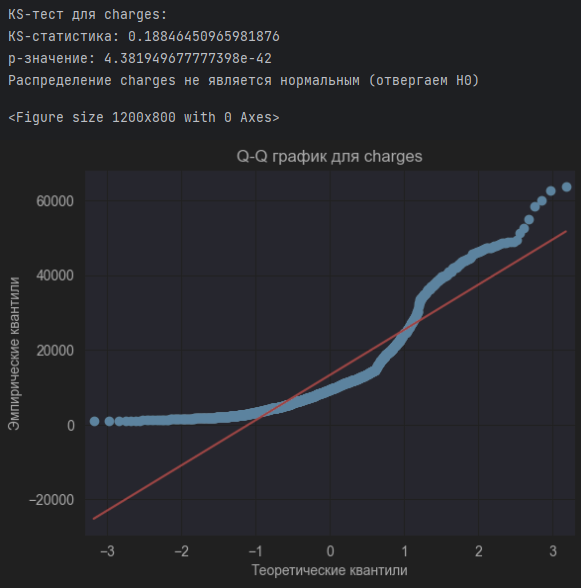 KS-тест для charges:
KS-статистика: 0.18846450965981876
p-значение: 4.381949677777398e-42
Распределение charges не является нормальным (отвергаем H0)
<Figure size 1200x800 with 0 Axes>
Q-Q график для charges
60000
40000
20000
0
−20000
Эмпирические квантили
−3
−2
−1
0
1
2
3
Теоретические квантили